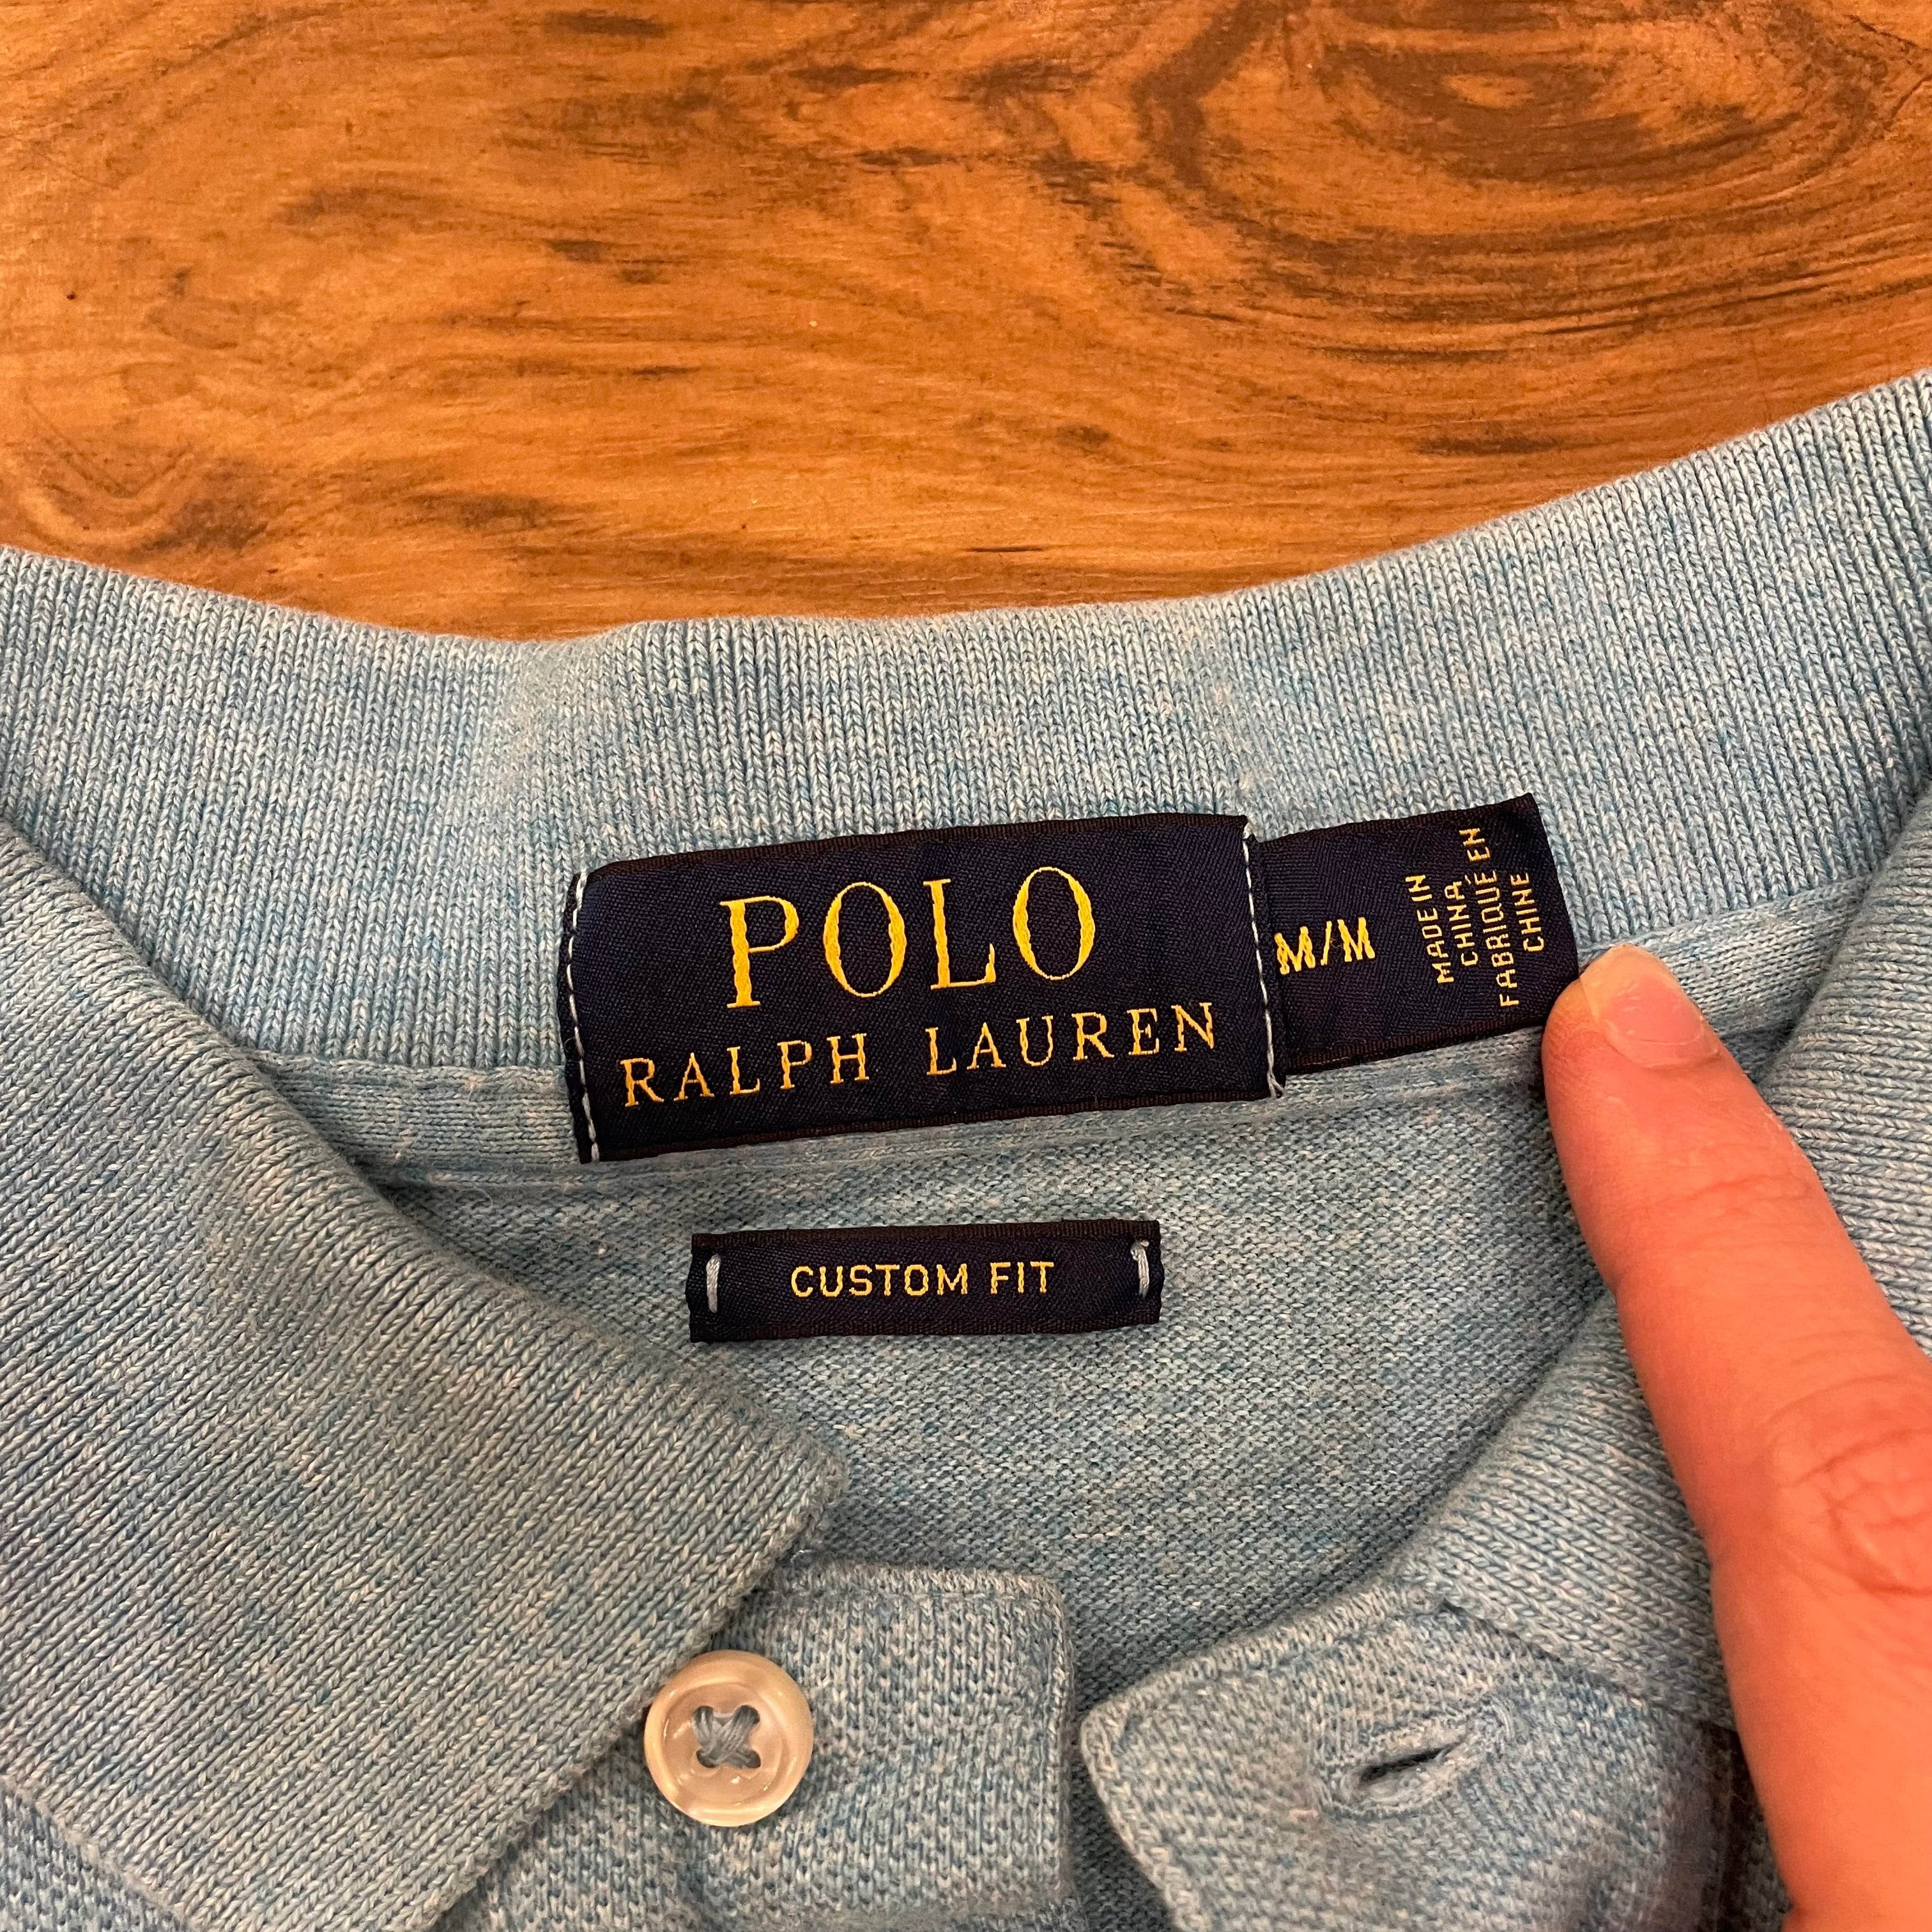 POLO
RALPH LAUREN
M/M
MADE IN
CHINA
FABRIQUÉ EN
CHINE
CUSTOM FIT